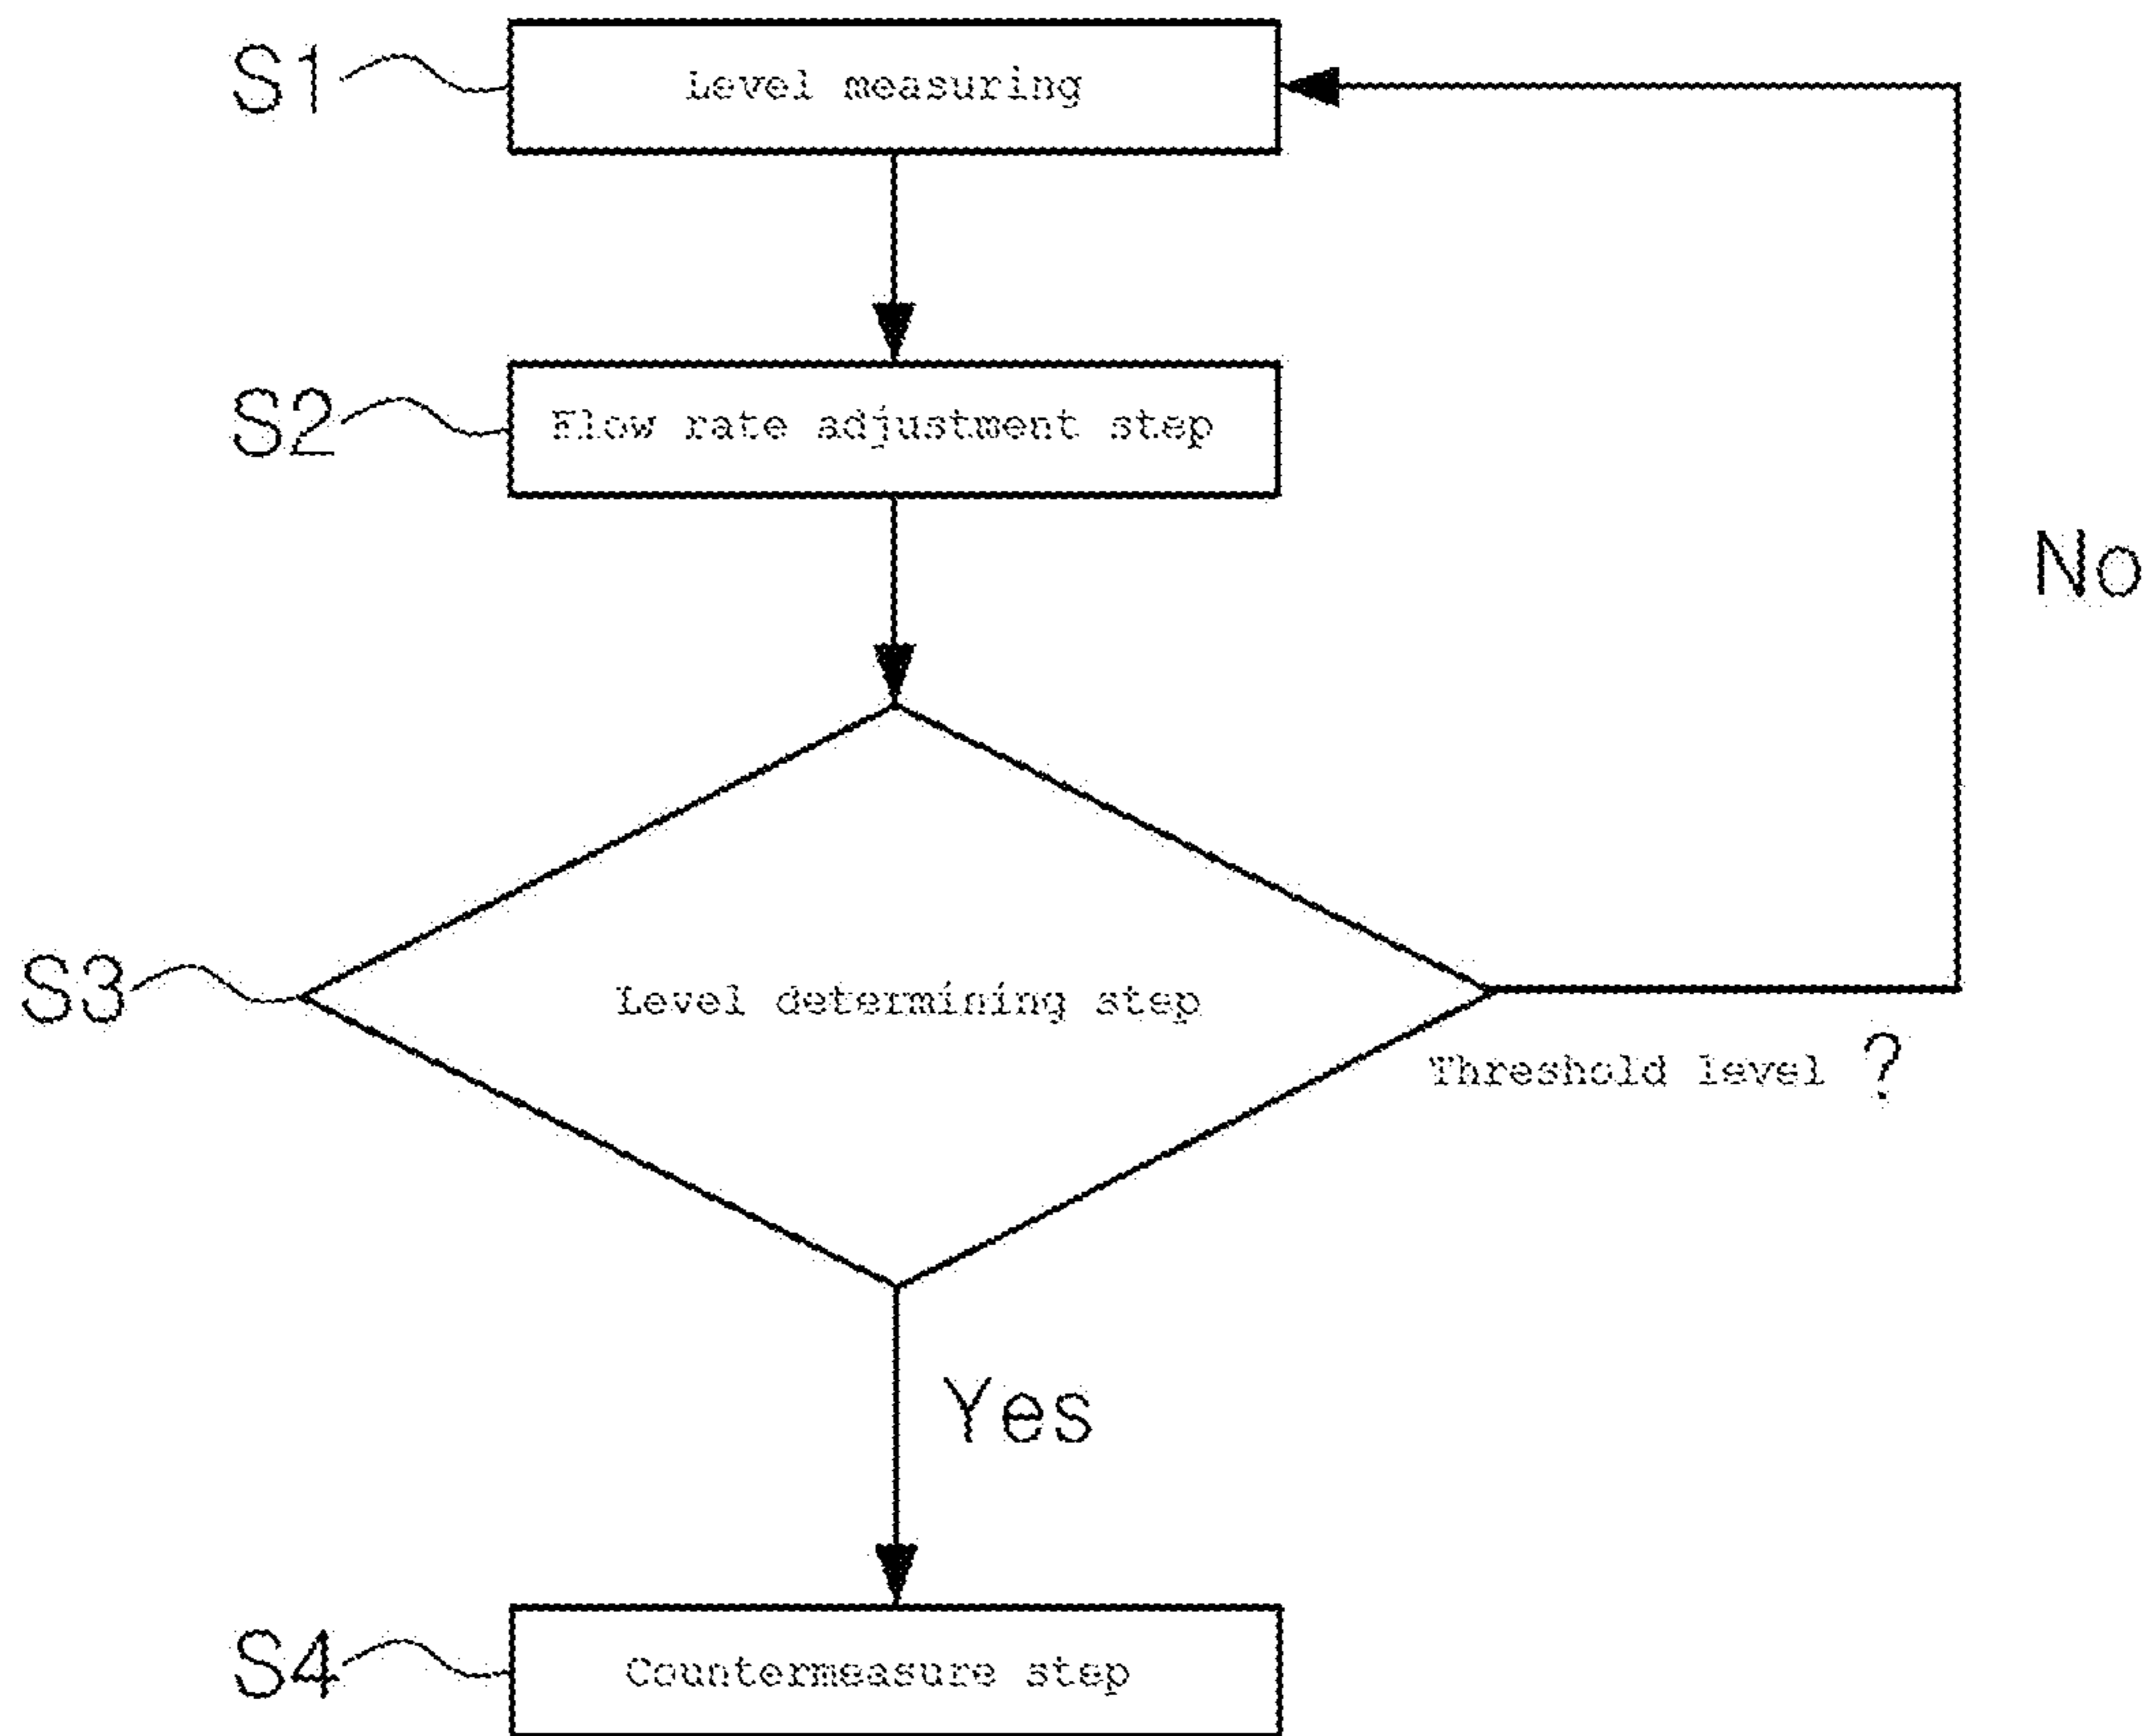 S1
Level measuring
S2
Flow rate adjustment step
No
S3
Level determining step
Threshold level ?
Yes
S4
Countermeasure step